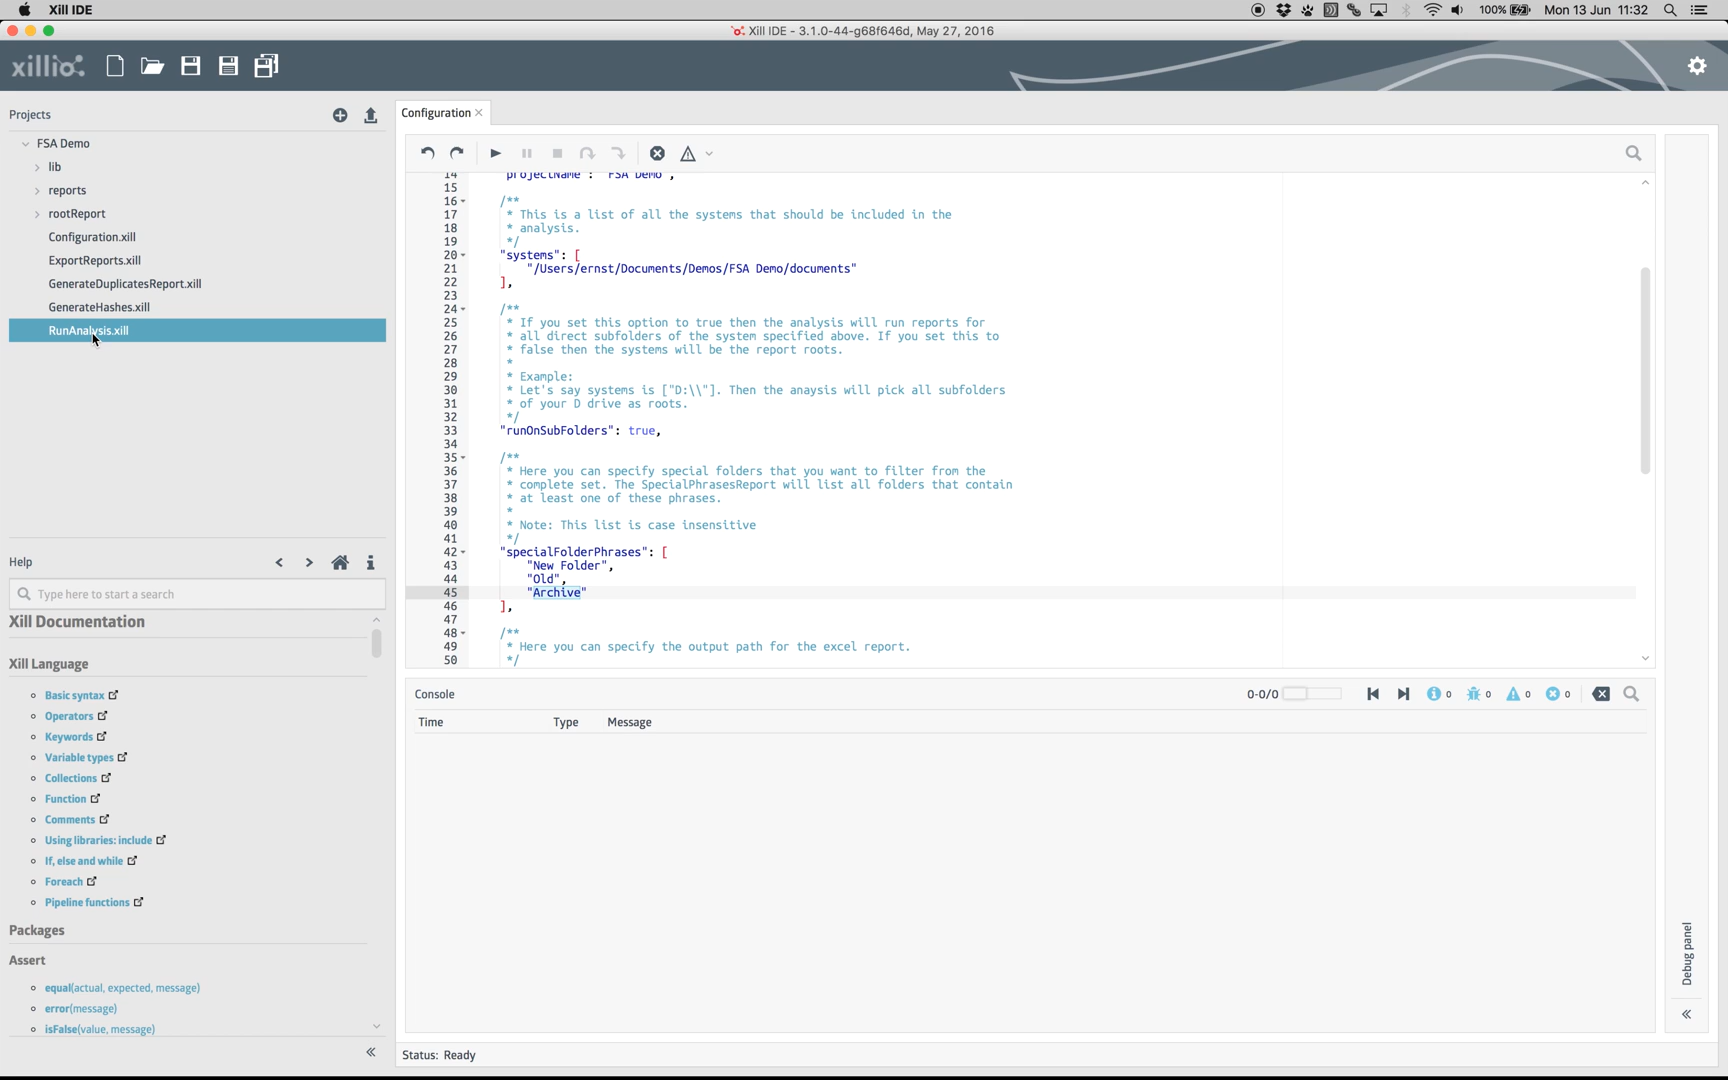 Xill IDE
100%
Mon 13 Jun 11:32
Xill IDE - 3.1.0-44-g68f646d, May 27, 2016
xillio
Projects
FSA Demo
lib
reports
rootReport
Configuration.xill
ExportReports.xill
GenerateDuplicatesReport.xill
GenerateHashes.xill
RunAnalysis.xill
Help
Type here to start a search
Xill Documentation
Xill Language
Basic syntax
Operators
Keywords
Variable types
Collections
Function
Comments
Using libraries: include
If, else and while
Foreach
Pipeline functions
Packages
Assert
equal(actual, expected, message)
error(message)
isFalse(value, message)
Configuration
14 "projectName": "FSA Demo",
15
16 /**
17 * This is a list of all the systems that should be included in the
18 * analysis.
19 */
20 "systems": [
21 "/Users/ernst/Documents/Demos/FSA Demo/documents"
22 ],
23
24 /**
25 * If you set this option to true then the analysis will run reports for
26 * all direct subfolders of the system specified above. If you set this to
27 * false then the systems will be the report roots.
28 *
29 * Example:
30 * Let's say systems is ["D:\\"]. Then the anaysis will pick all subfolders
31 * of your D drive as roots.
32 */
33 "runOnSubFolders": true,
34
35 /**
36 * Here you can specify special folders that you want to filter from the
37 * complete set. The SpecialPhrasesReport will list all folders that contain
38 * at least one of these phrases.
39 *
40 * Note: This list is case insensitive
41 */
42 "specialFolderPhrases": [
43 "New Folder",
44 "Old",
45 "Archive"
46 ],
47
48 /**
49 * Here you can specify the output path for the excel report.
50 */
Console
0-0/0
0
0
0
0
Time Type Message
Debug panel
Status: Ready